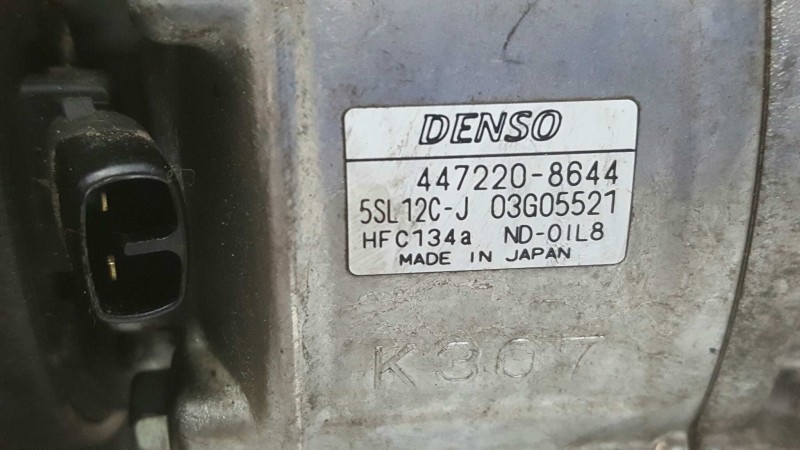 DENSO
447220-8644
5SL12C-J 03G05521
HFC134a ND-OIL8
MADE IN JAPAN
K307